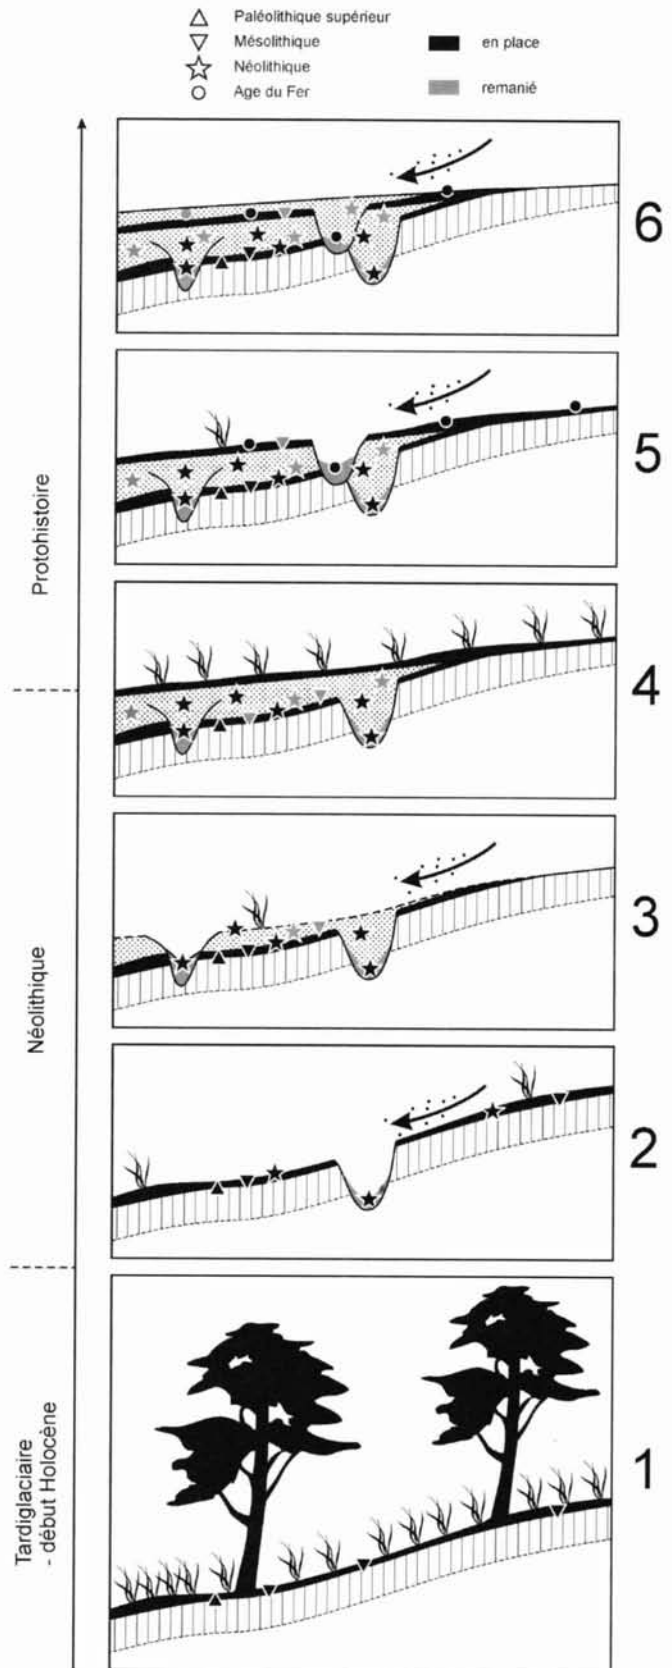 Paléolithique supérieur
Mésolithique
Néolithique
Age du Fer
en place
remanié
6
5
Protohistoire
4
3
Néolithique
2
1
Tardiglaciaire
- début Holocène